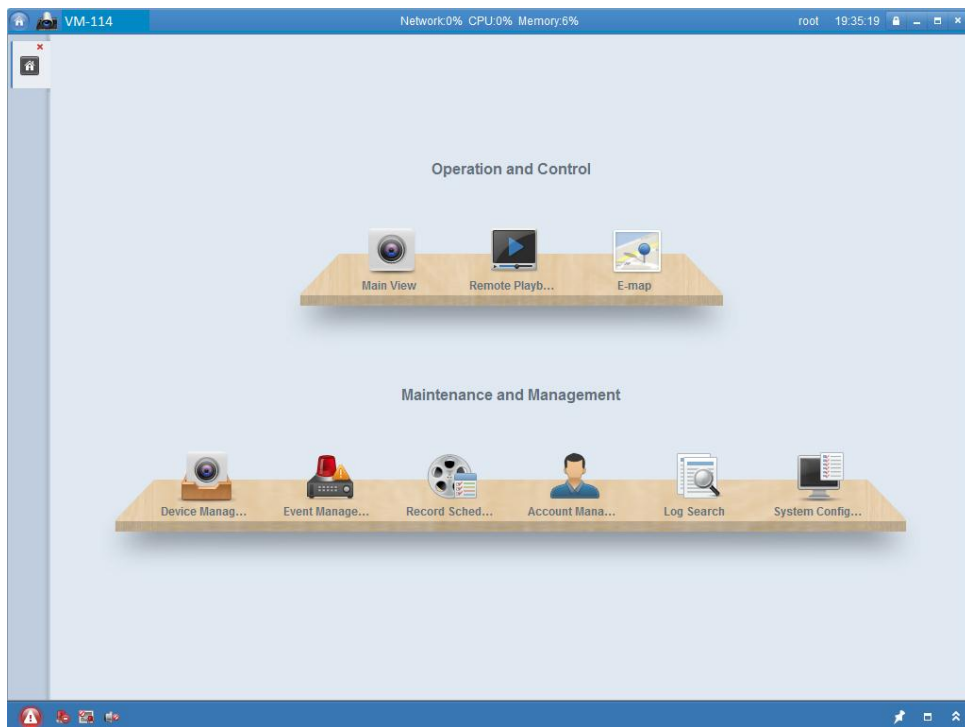 VM-114 Network:0% CPU:0% Memory:6% root 19:35:19
Operation and Control
Main View Remote Playb... E-map
Maintenance and Management
Device Manag... Event Manage... Record Sched... Account Mana... Log Search System Config...